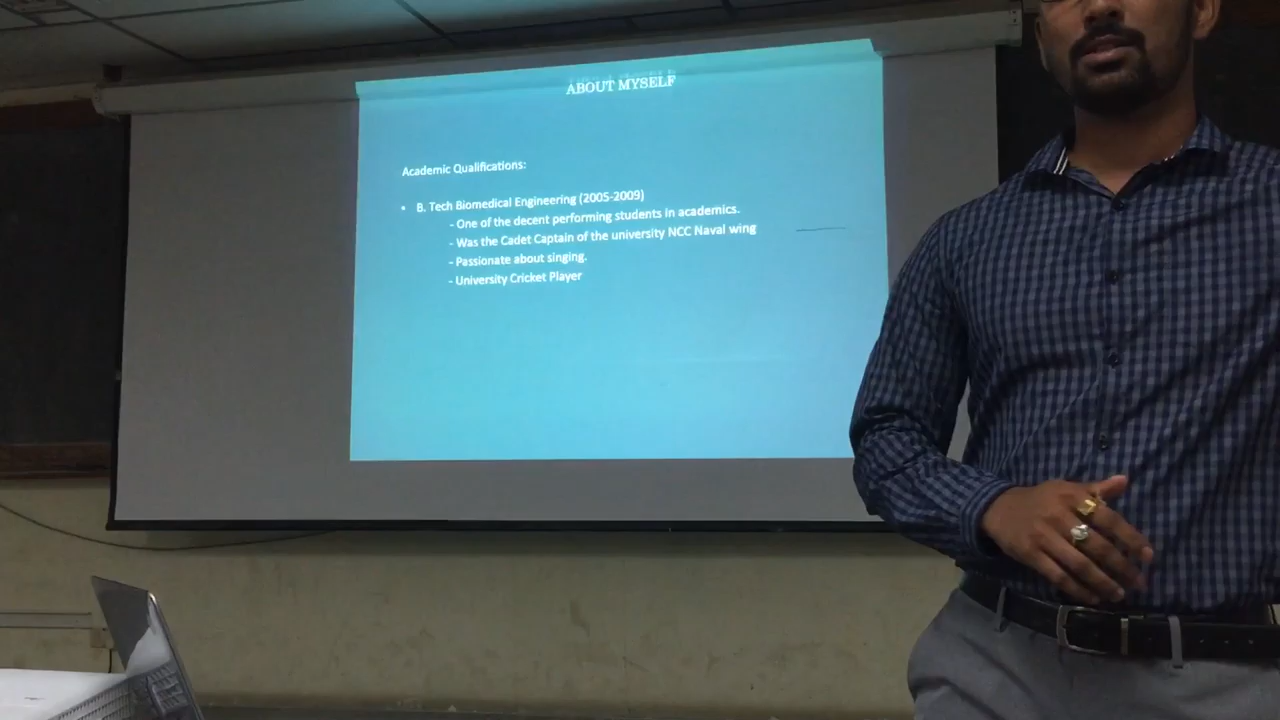 ABOUT MYSELF
Academic Qualifications:
• B. Tech Biomedical Engineering (2005-2009)
- One of the decent performing students in academics.
- Was the Cadet Captain of the university NCC Naval wing
- Passionate about singing.
- University Cricket Player